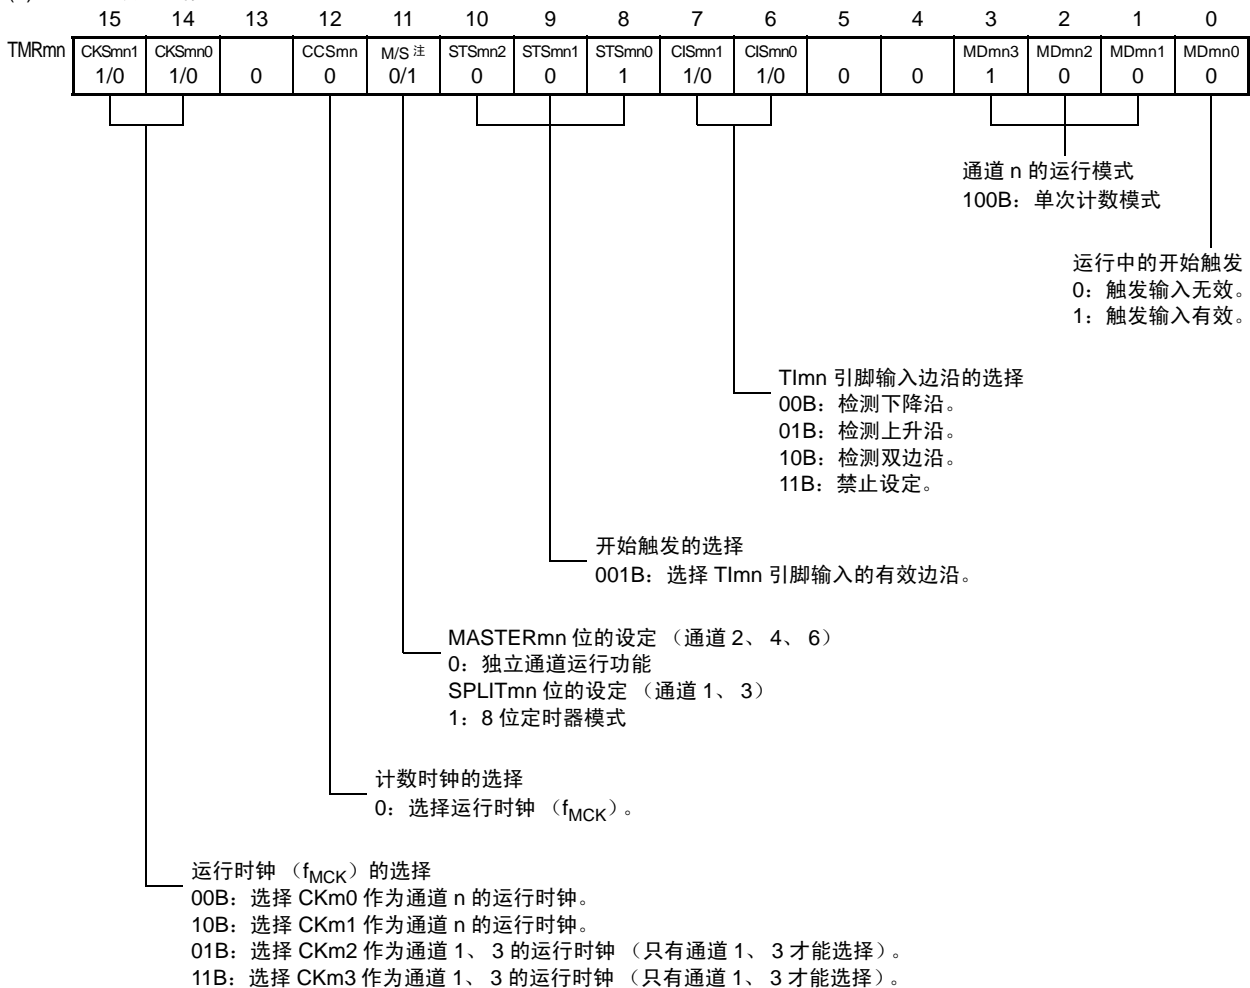 15 14 13 12 11 10 9 8 7 6 5 4 3 2 1 0
TMRmn CKSmn1 CKSmn0 CCSmn M/S 注 STSmn2 STSmn1 STSmn0 CISmn1 CISmn0 MDmn3 MDmn2 MDmn1 MDmn0
1/0 1/0 0 0 0/1 0 0 1 1/0 1/0 0 0 1 0 0 0
通道 n 的运行模式
100B：单次计数模式
运行中的开始触发
0：触发输入无效。
1：触发输入有效。
TImn 引脚输入边沿的选择
00B：检测下降沿。
01B：检测上升沿。
10B：检测双边沿。
11B：禁止设定。
开始触发的选择
001B：选择 TImn 引脚输入的有效边沿。
MASTERmn 位的设定 （通道 2、 4、 6）
0：独立通道运行功能
SPLITmn 位的设定 （通道 1、 3）
1：8 位定时器模式
计数时钟的选择
0：选择运行时钟 （fMCK）。
运行时钟 （fMCK）的选择
00B：选择 CKm0 作为通道 n 的运行时钟。
10B：选择 CKm1 作为通道 n 的运行时钟。
01B：选择 CKm2 作为通道 1、 3 的运行时钟 （只有通道 1、 3 才能选择）。
11B：选择 CKm3 作为通道 1、 3 的运行时钟 （只有通道 1、 3 才能选择）。